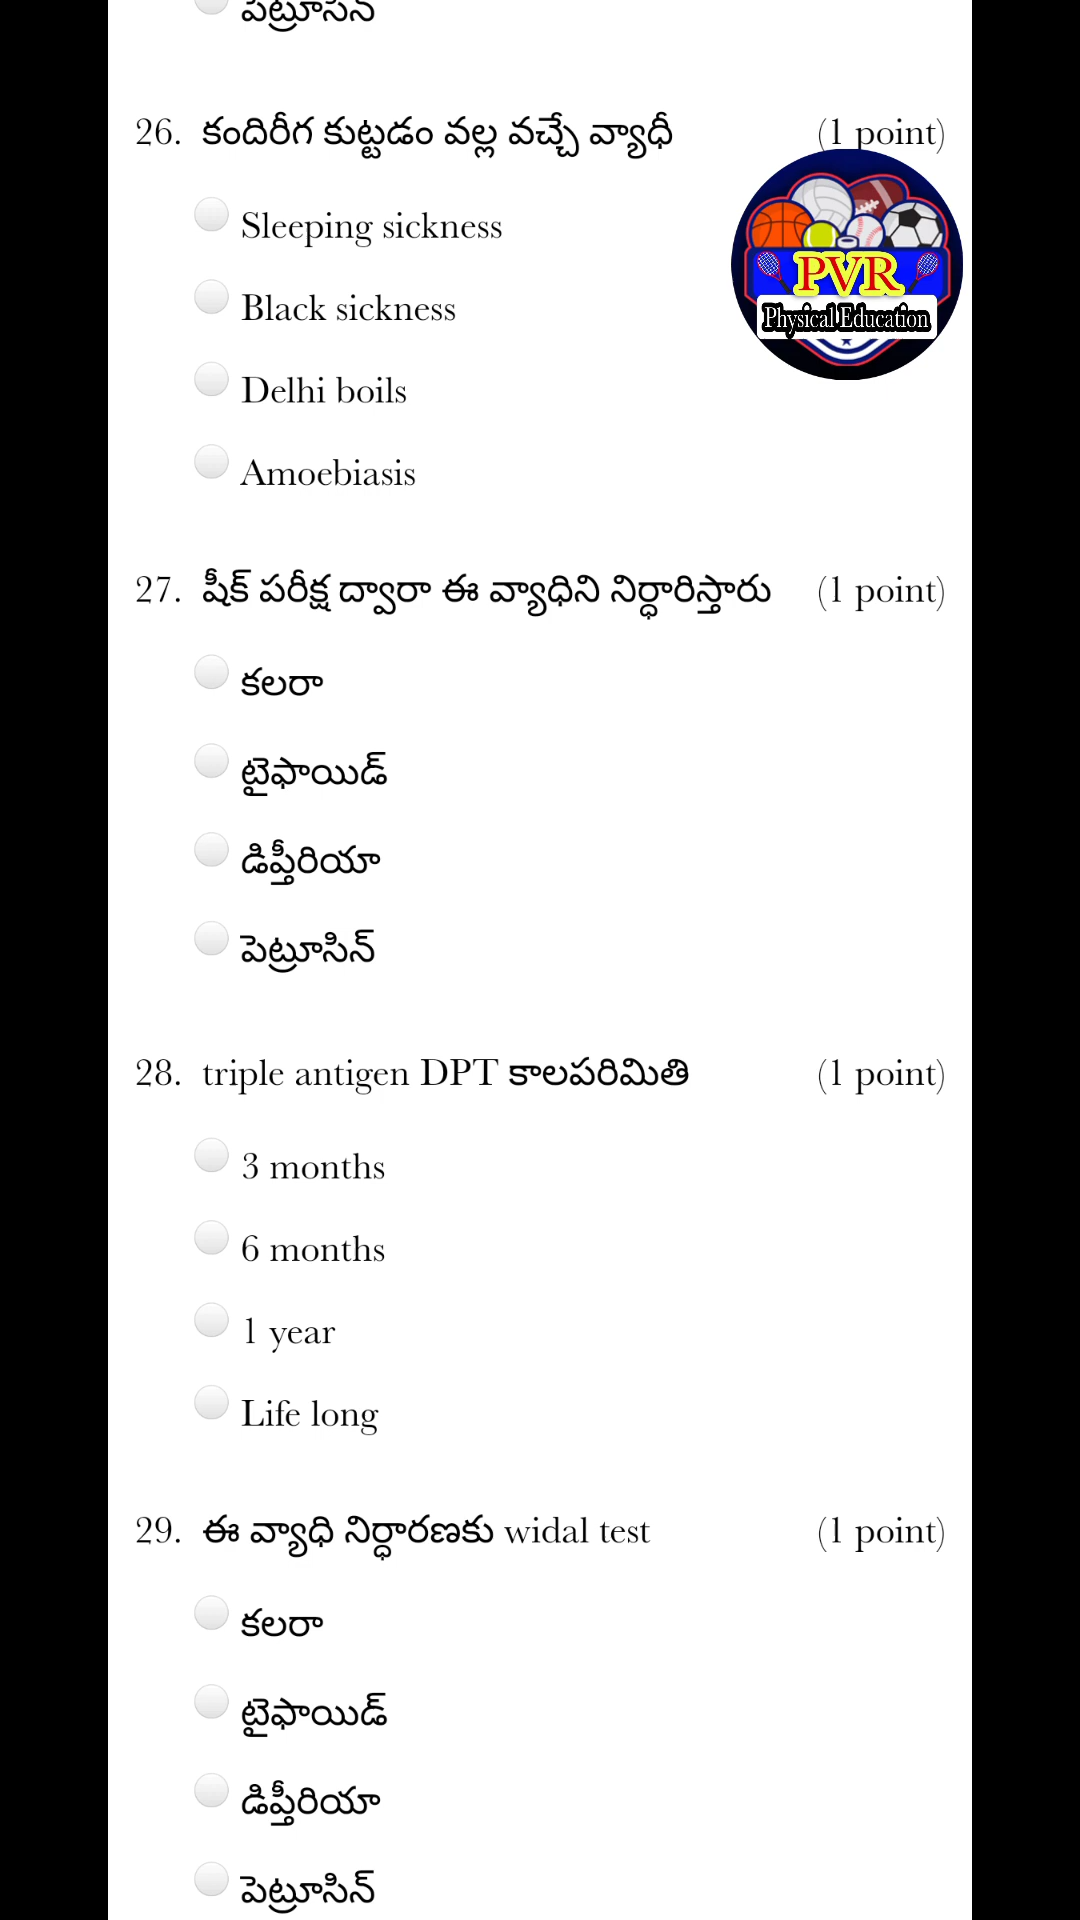 పెట్రూసిన్
26. కందిరీగ కుట్టడం వల్ల వచ్చే వ్యాధీ (1 point)
Sleeping sickness
Black sickness
Delhi boils
Amoebiasis
PVR
Physical Education
27. షీక్ పరీక్ష ద్వారా ఈ వ్యాధిని నిర్ధారిస్తారు (1 point)
కలరా
టైఫాయిడ్
డిప్తీరియా
పెట్రూసిన్
28. triple antigen DPT కాలపరిమితి (1 point)
3 months
6 months
1 year
Life long
29. ఈ వ్యాధి నిర్ధారణకు widal test (1 point)
కలరా
టైఫాయిడ్
డిప్తీరియా
పెట్రూసిన్